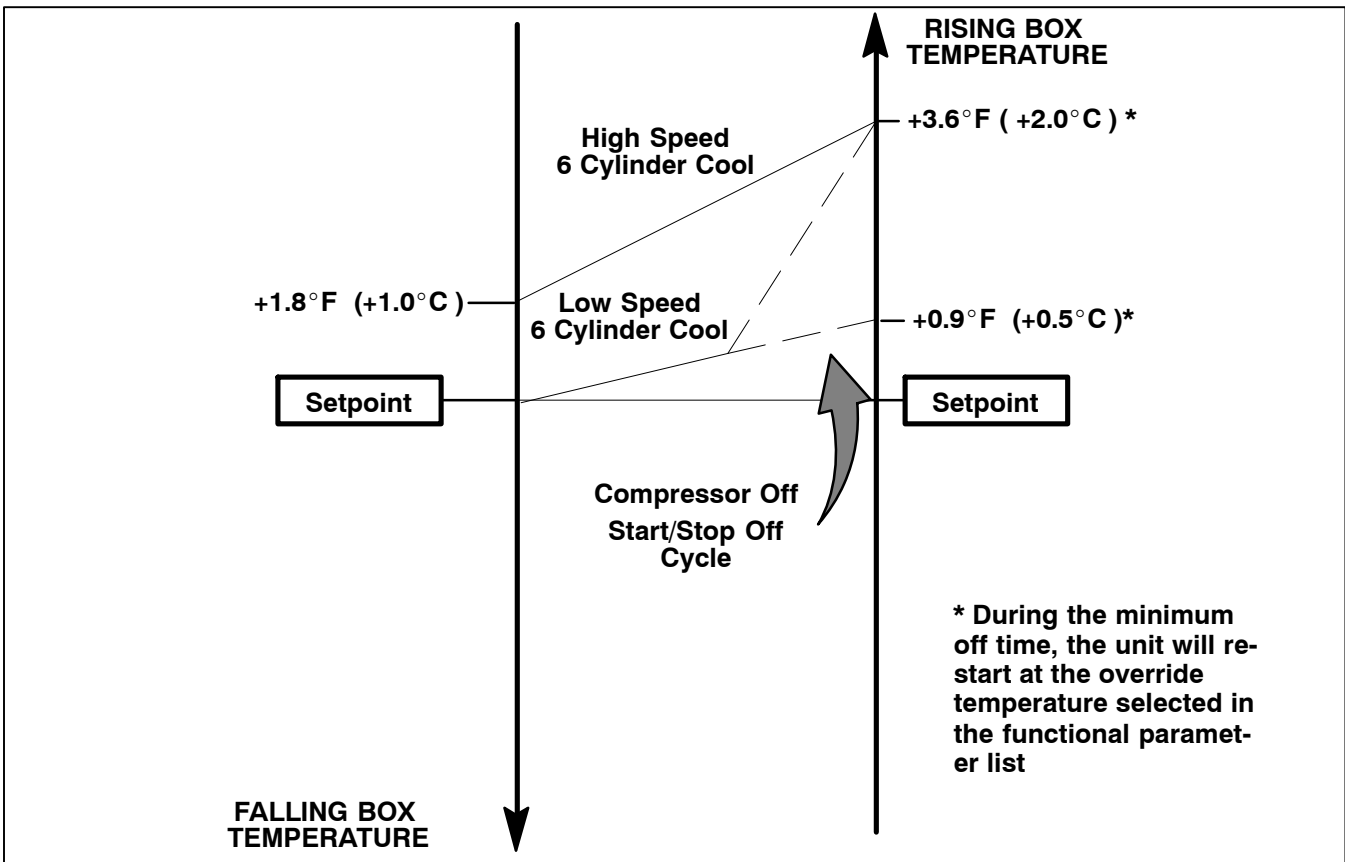 RISING BOX
TEMPERATURE
+3.6°F ( +2.0°C ) *
High Speed
6 Cylinder Cool
+1.8°F (+1.0°C )
Low Speed
6 Cylinder Cool
+0.9°F (+0.5°C )*
Setpoint
Setpoint
Compressor Off
Start/Stop Off
Cycle
* During the minimum
off time, the unit will re-
start at the override
temperature selected in
the functional paramet-
er list
FALLING BOX
TEMPERATURE